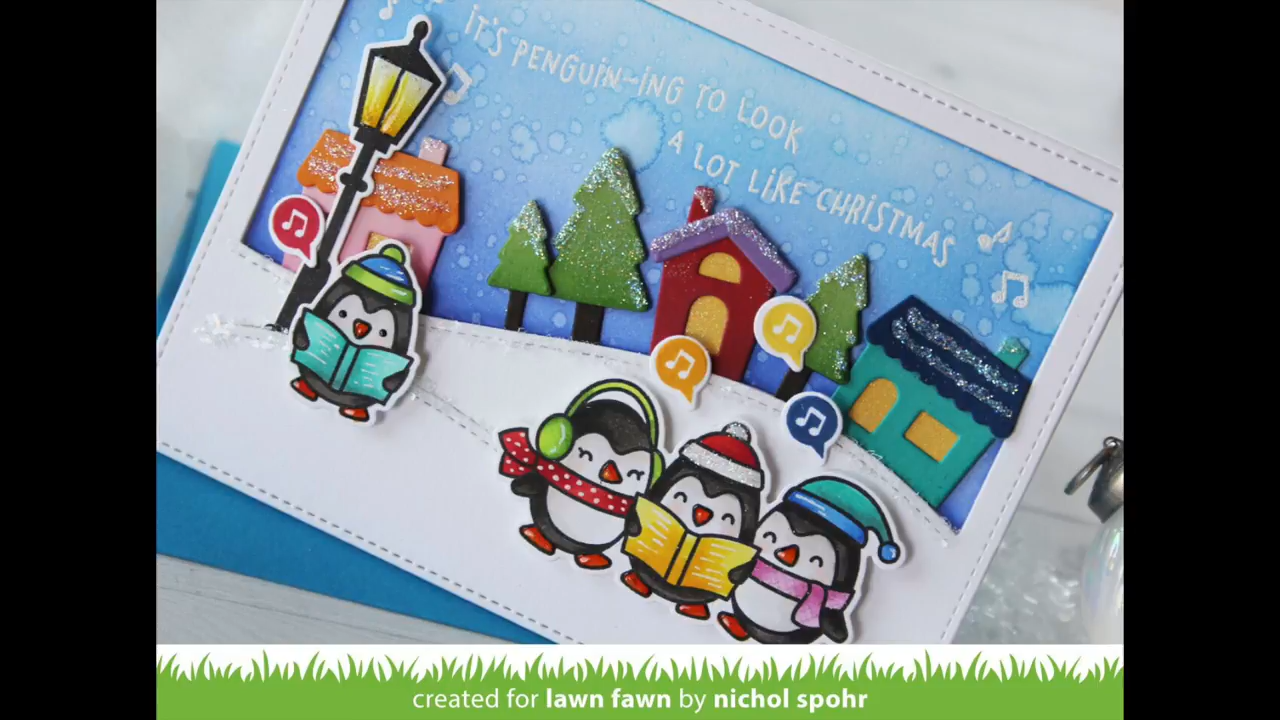 it's penguin-ing to look
a lot like christmas
created for lawn fawn by nichol spohr